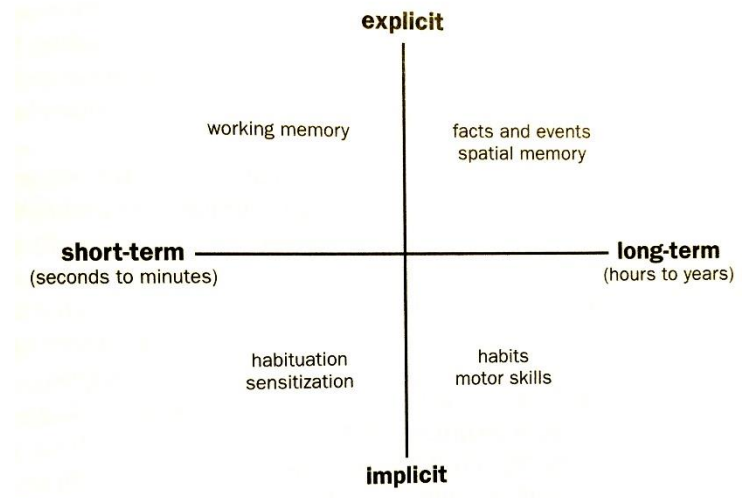 explicit
working memory
facts and events
spatial memory
short-term
(seconds to minutes)
long-term
(hours to years)
habituation
sensitization
habits
motor skills
implicit